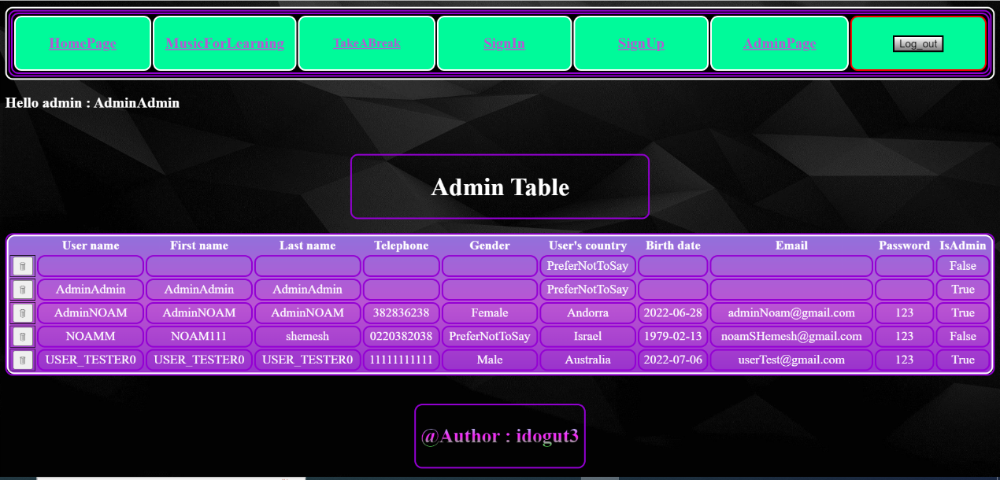 HomePage MusicForLearning TakeABreak SignIn SignUp AdminPage Log_out
Hello admin : AdminAdmin
Admin Table
User name First name Last name Telephone Gender User's country Birth date Email Password IsAdmin
PreferNotToSay False
AdminAdmin AdminAdmin AdminAdmin PreferNotToSay True
AdminNOAM AdminNOAM AdminNOAM 382836238 Female Andorra 2022-06-28 adminNoam@gmail.com 123 True
NOAMM NOAM111 shemesh 0220382038 PreferNotToSay Israel 1979-02-13 noamSHemesh@gmail.com 123 False
USER_TESTER0 USER_TESTER0 USER_TESTER0 11111111111 Male Australia 2022-07-06 userTest@gmail.com 123 True
@Author : idogut3